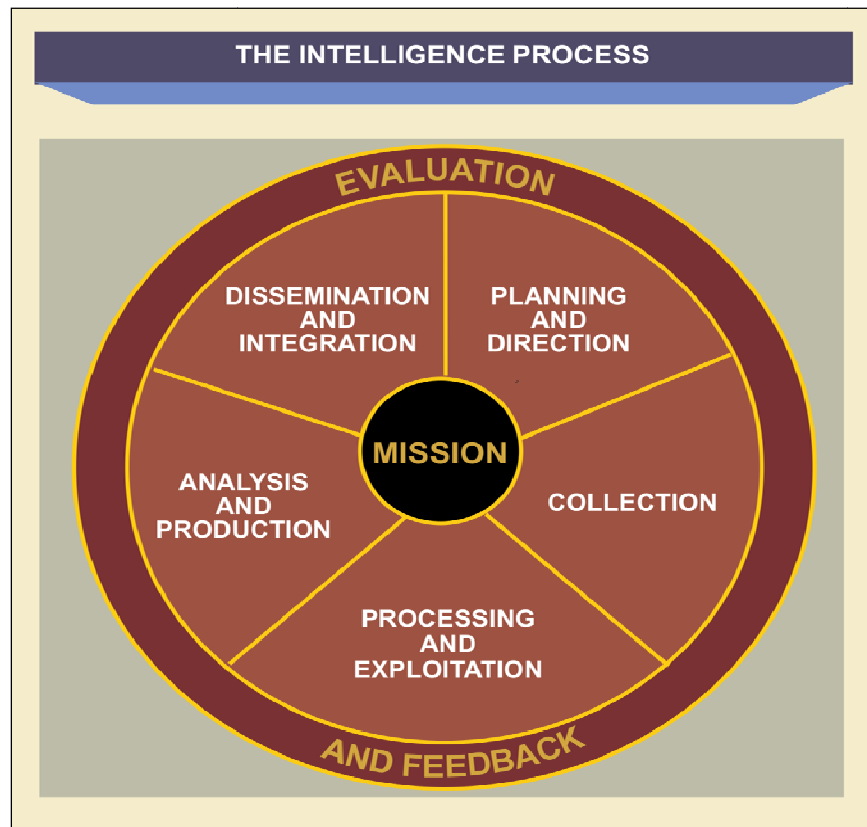 THE INTELLIGENCE PROCESS
EVALUATION
DISSEMINATION
AND
INTEGRATION
PLANNING
AND
DIRECTION
MISSION
ANALYSIS
AND
PRODUCTION
COLLECTION
PROCESSING
AND
EXPLOITATION
AND FEEDBACK